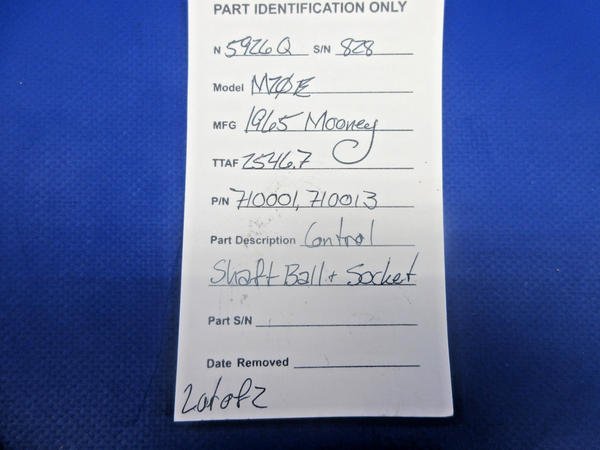 PART IDENTIFICATION ONLY
N 5926Q S/N 828
Model M20E
MFG 1965 Mooney
TTAF 2546.7
P/N 710001, 710013
Part Description Control
Shaft Ball + Socket
Part S/N
Date Removed
2 of 2